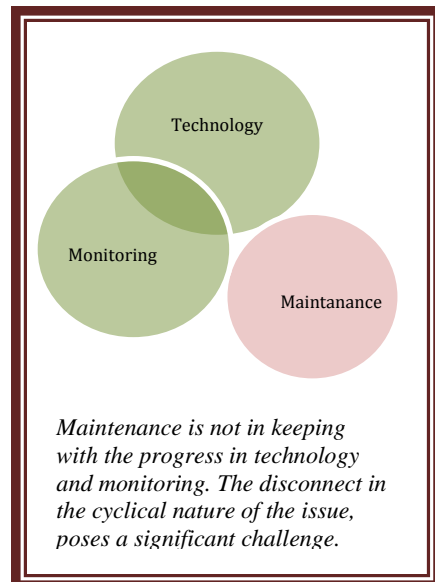 Technology
Monitoring
Maintanance
Maintenance is not in keeping
with the progress in technology
and monitoring. The disconnect in
the cyclical nature of the issue,
poses a significant challenge.